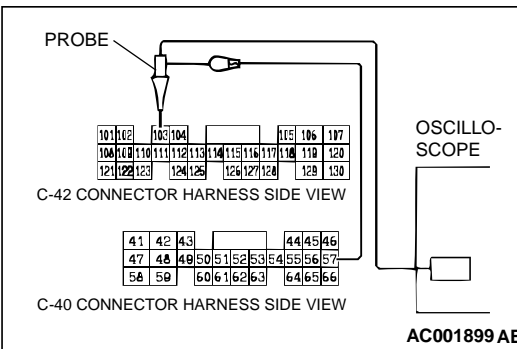 PROBE
OSCILLO-
SCOPE
101 102 103 104 105 106 107
108 109 110 111 112 113 114 115 116 117 118 119 120
121 122 123 124 125 126 127 128 129 130
C-42 CONNECTOR HARNESS SIDE VIEW
41 42 43 44 45 46
47 48 49 50 51 52 53 54 55 56 57
58 59 60 61 62 63 64 65 66
C-40 CONNECTOR HARNESS SIDE VIEW
AC001899 AB